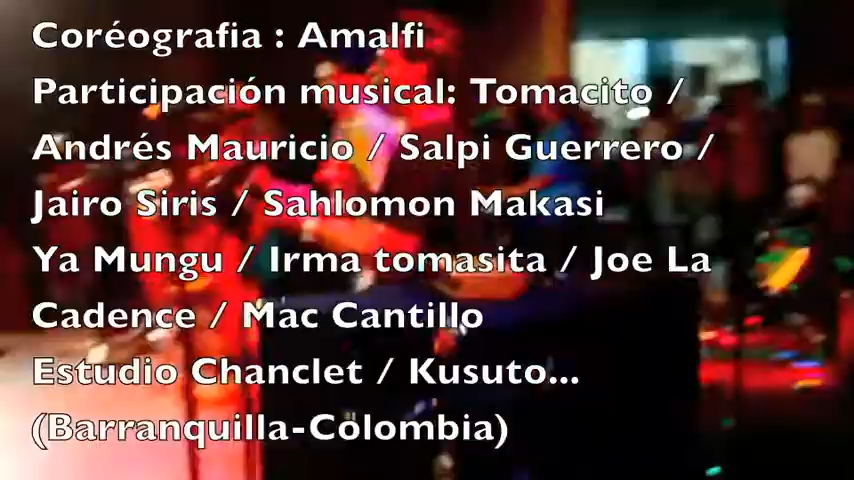 Coréografia : Amalfi
Participación musical: Tomacito /
Andrés Mauricio / Salpi Guerrero /
Jairo Siris / Sahlomon Makasi
Ya Mungu / Irma tomasita / Joe La
Cadence / Mac Cantillo
Estudio Chanclet / Kusuto...
(Barranquilla-Colombia)